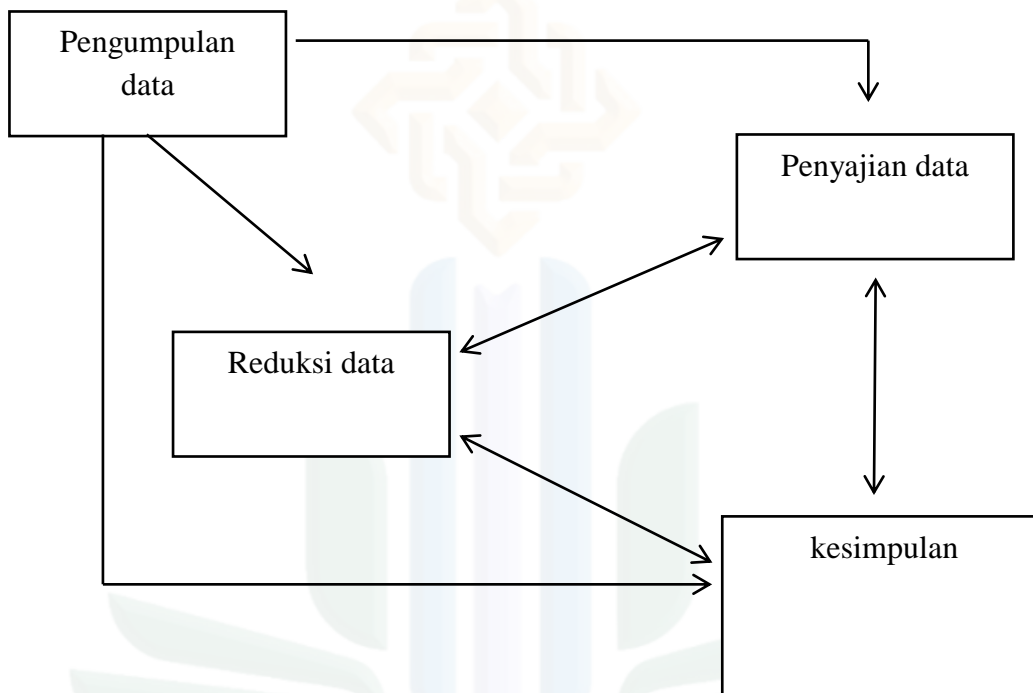 Pengumpulan
data
Penyajian data
Reduksi data
kesimpulan